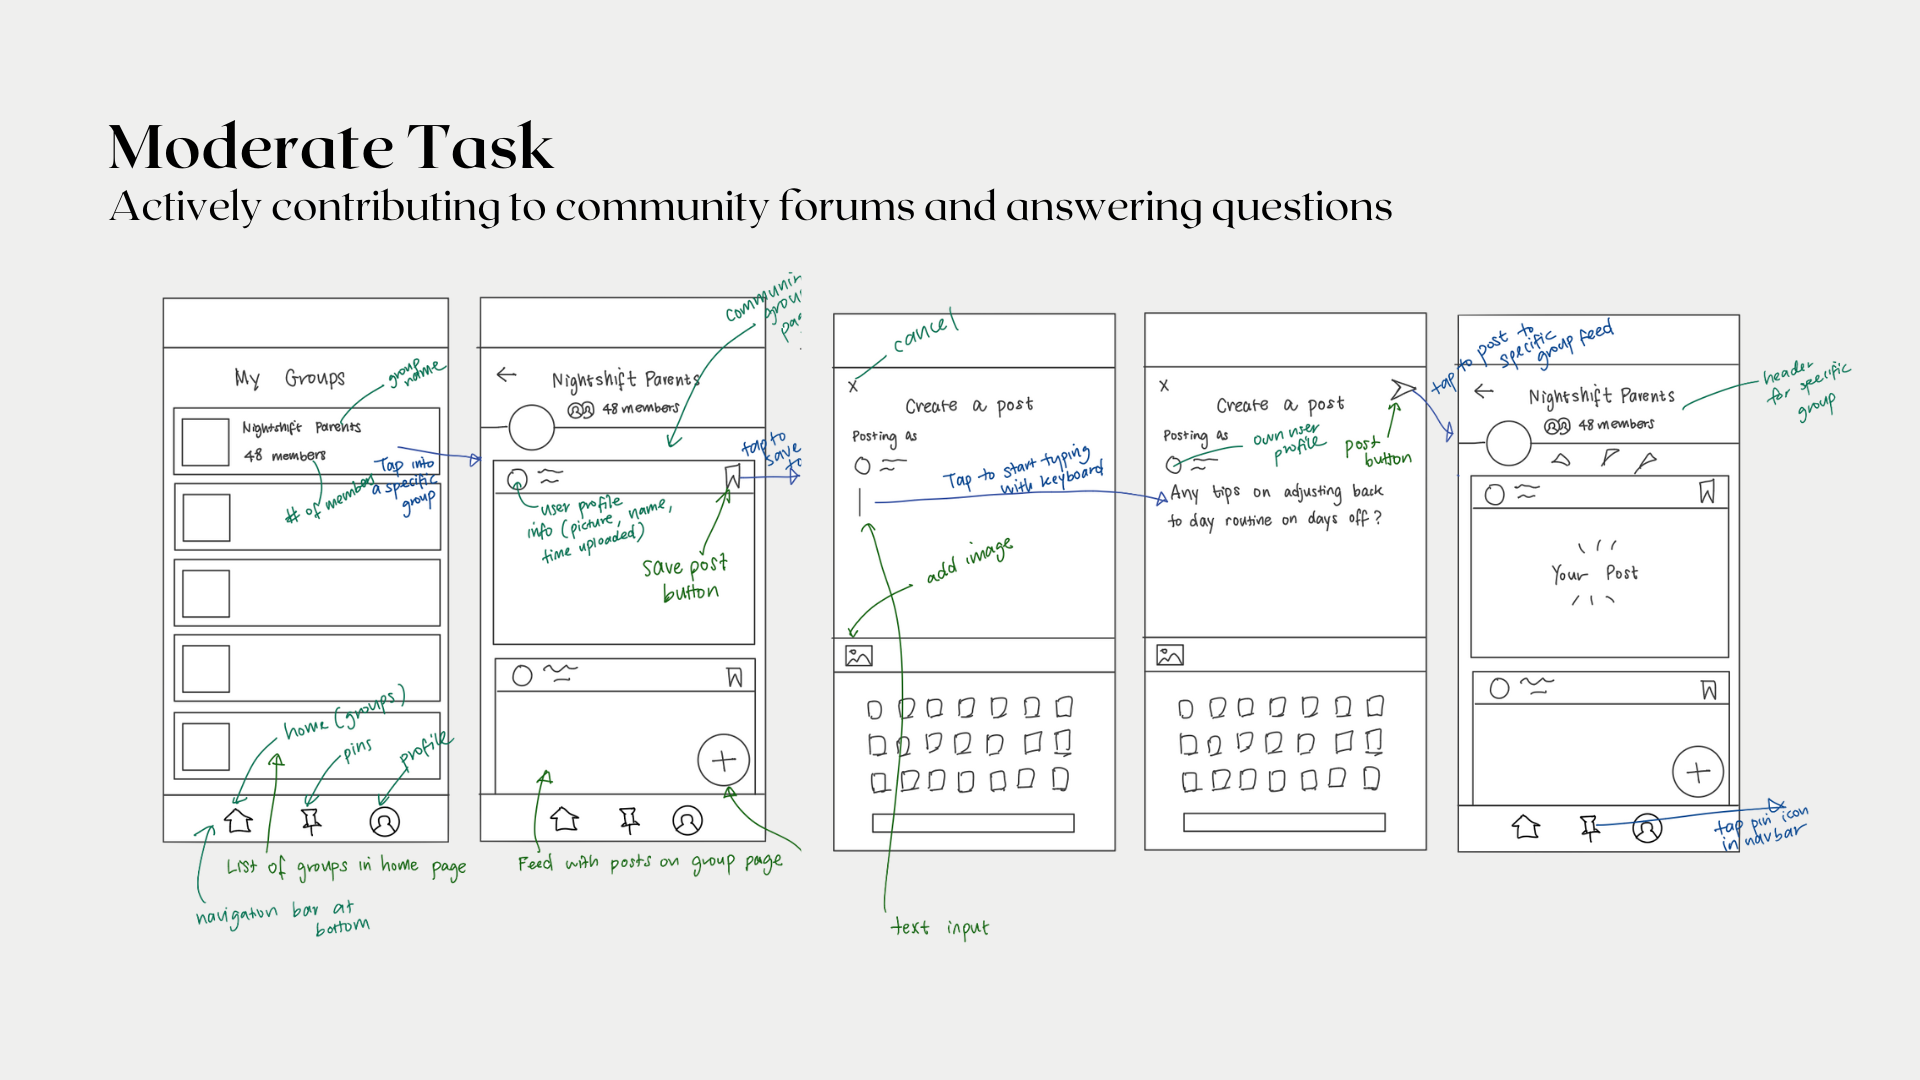 Moderate Task
Actively contributing to community forums and answering questions
My Groups
group
name
Nightshift Parents
48 members
# of members
Tap into
a specific
group
home (groups)
pins
profile
List of groups in home page
navigation bar at
bottom
Nightshift Parents
48 members
tap to
save
to
user profile
info (picture, name,
time uploaded)
Save post
button
Feed with posts on group page
cancel
x
Create a post
Posting as
Tap to start typing
with keyboard
add image
text input
x
Create a post
Posting as
own user
profile
post
button
Any tips on adjusting back
to day routine on days off?
tap to post to
specific
group feed
Nightshift Parents
48 members
header
for specific
group
Your Post
tap pin icon
in navbar